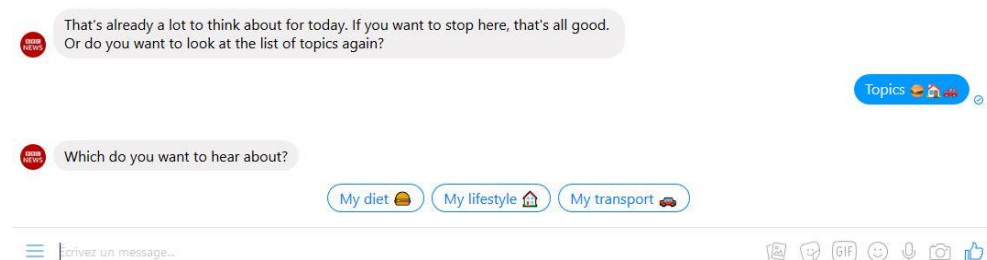 That's already a lot to think about for today. If you want to stop here, that's all good.
Or do you want to look at the list of topics again?
BBC
NEWS
Topics 🍔🏠🚗
BBC
NEWS
Which do you want to hear about?
My diet 🍔
My lifestyle 🏠
My transport 🚗
Écrivez un message...
GIF